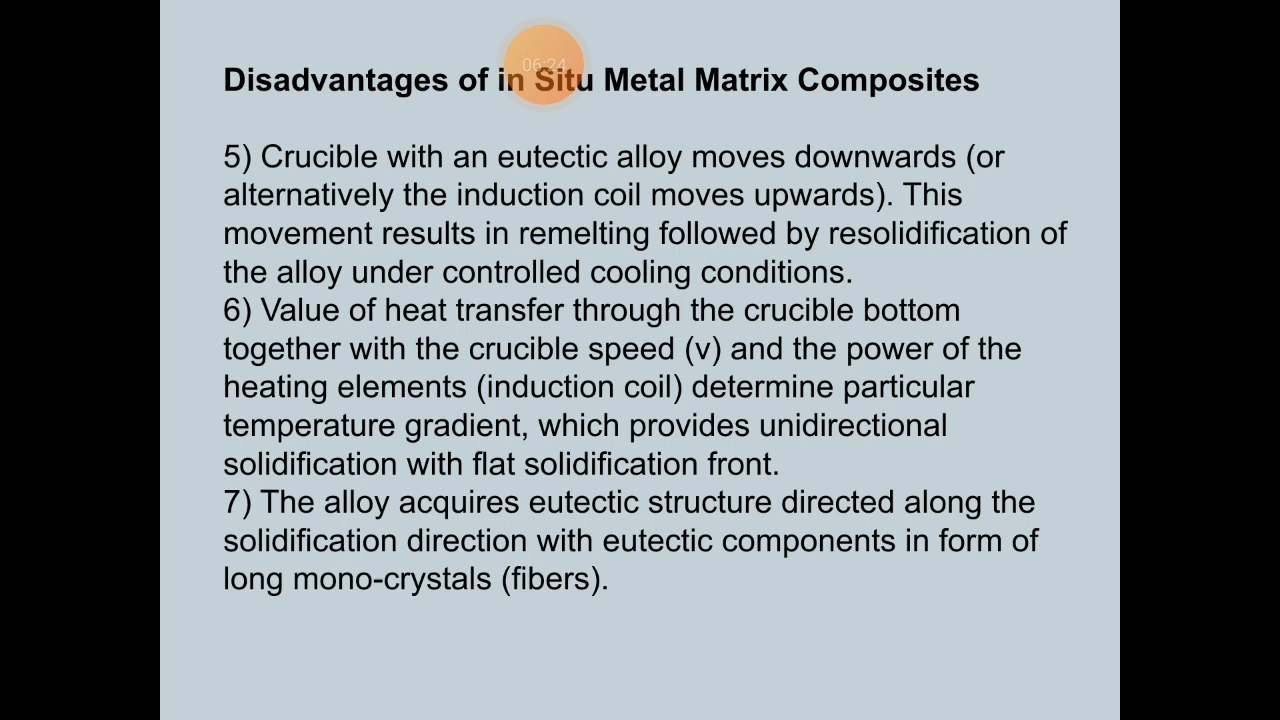 06:24
Disadvantages of in Situ Metal Matrix Composites
5) Crucible with an eutectic alloy moves downwards (or
alternatively the induction coil moves upwards). This
movement results in remelting followed by resolidification of
the alloy under controlled cooling conditions.
6) Value of heat transfer through the crucible bottom
together with the crucible speed (v) and the power of the
heating elements (induction coil) determine particular
temperature gradient, which provides unidirectional
solidification with flat solidification front.
7) The alloy acquires eutectic structure directed along the
solidification direction with eutectic components in form of
long mono-crystals (fibers).